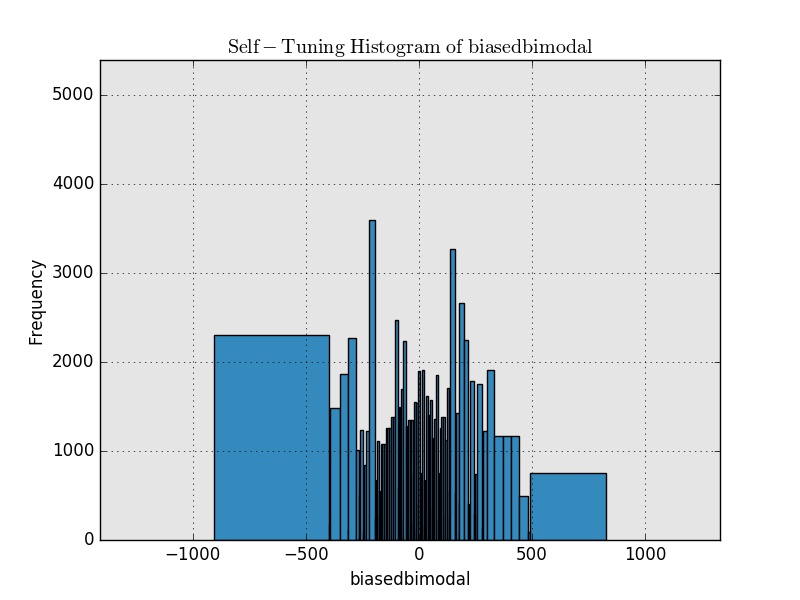 Self – Tuning Histogram of biasedbimodal
5000
4000
3000
2000
1000
0
Frequency
−1000 −500 0 500 1000
biasedbimodal